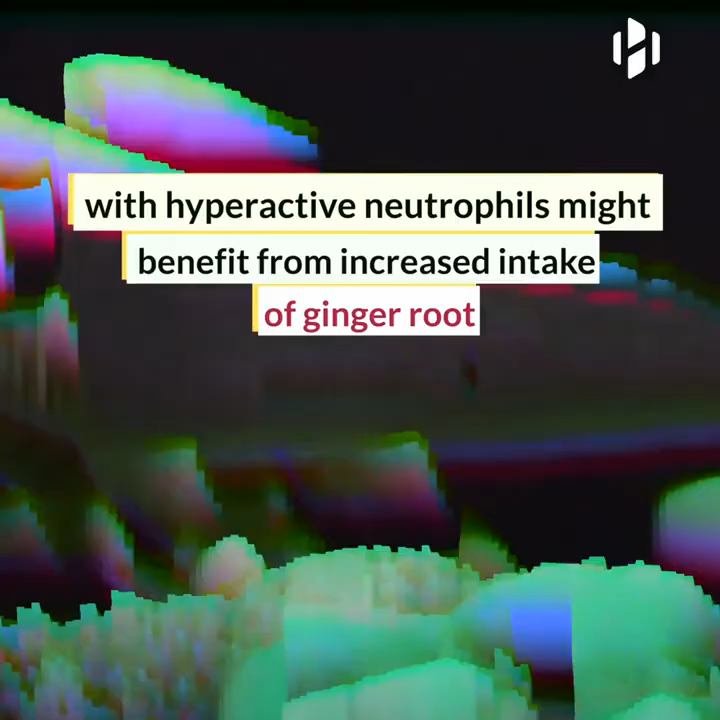 with hyperactive neutrophils might
benefit from increased intake
of ginger root